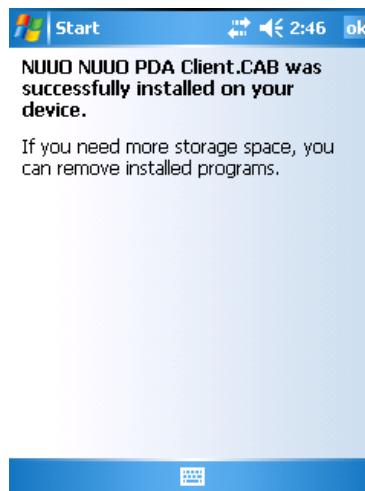 Start 2:46 ok
NUUO NUUO PDA Client.CAB was
successfully installed on your
device.
If you need more storage space, you
can remove installed programs.